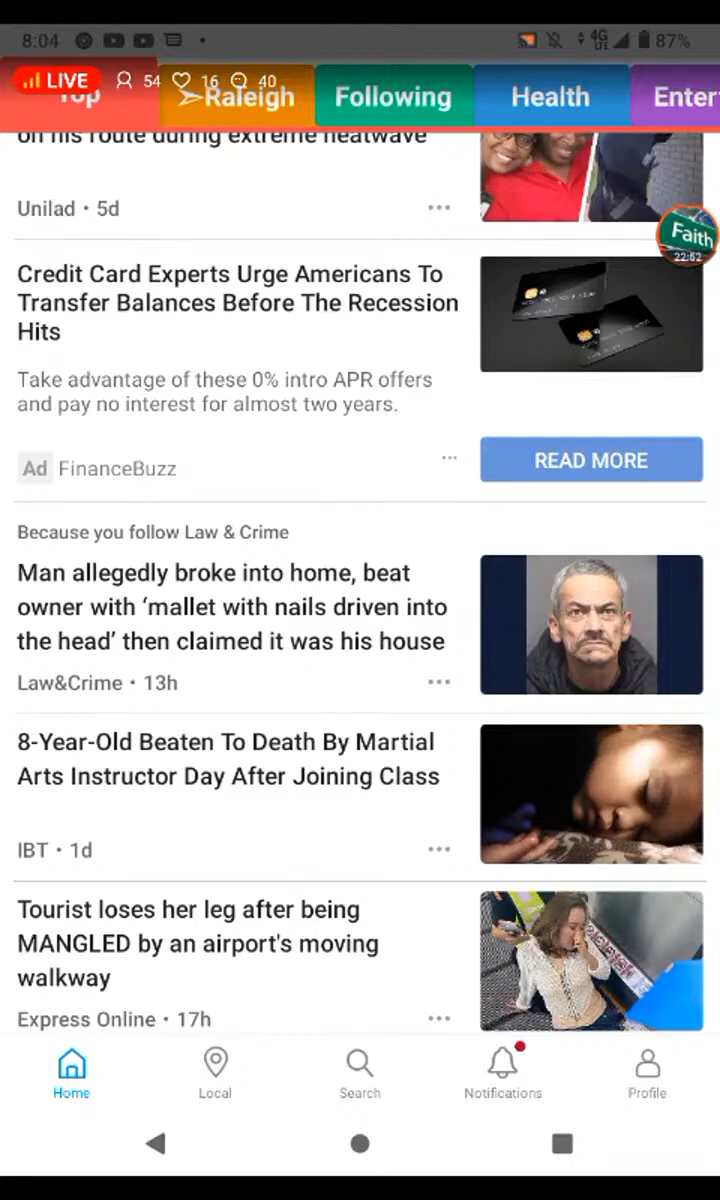 8:04
4G
LTE
87%
LIVE 54 16 40
Top
Raleigh
Following
Health
Enter
on his route during extreme heatwave
Unilad • 5d
Faith
22:52
Credit Card Experts Urge Americans To
Transfer Balances Before The Recession
Hits
Take advantage of these 0% intro APR offers
and pay no interest for almost two years.
Ad FinanceBuzz
READ MORE
Because you follow Law & Crime
Man allegedly broke into home, beat
owner with ‘mallet with nails driven into
the head’ then claimed it was his house
Law&Crime • 13h
8-Year-Old Beaten To Death By Martial
Arts Instructor Day After Joining Class
IBT • 1d
Tourist loses her leg after being
MANGLED by an airport's moving
walkway
Express Online • 17h
Home
Local
Search
Notifications
Profile